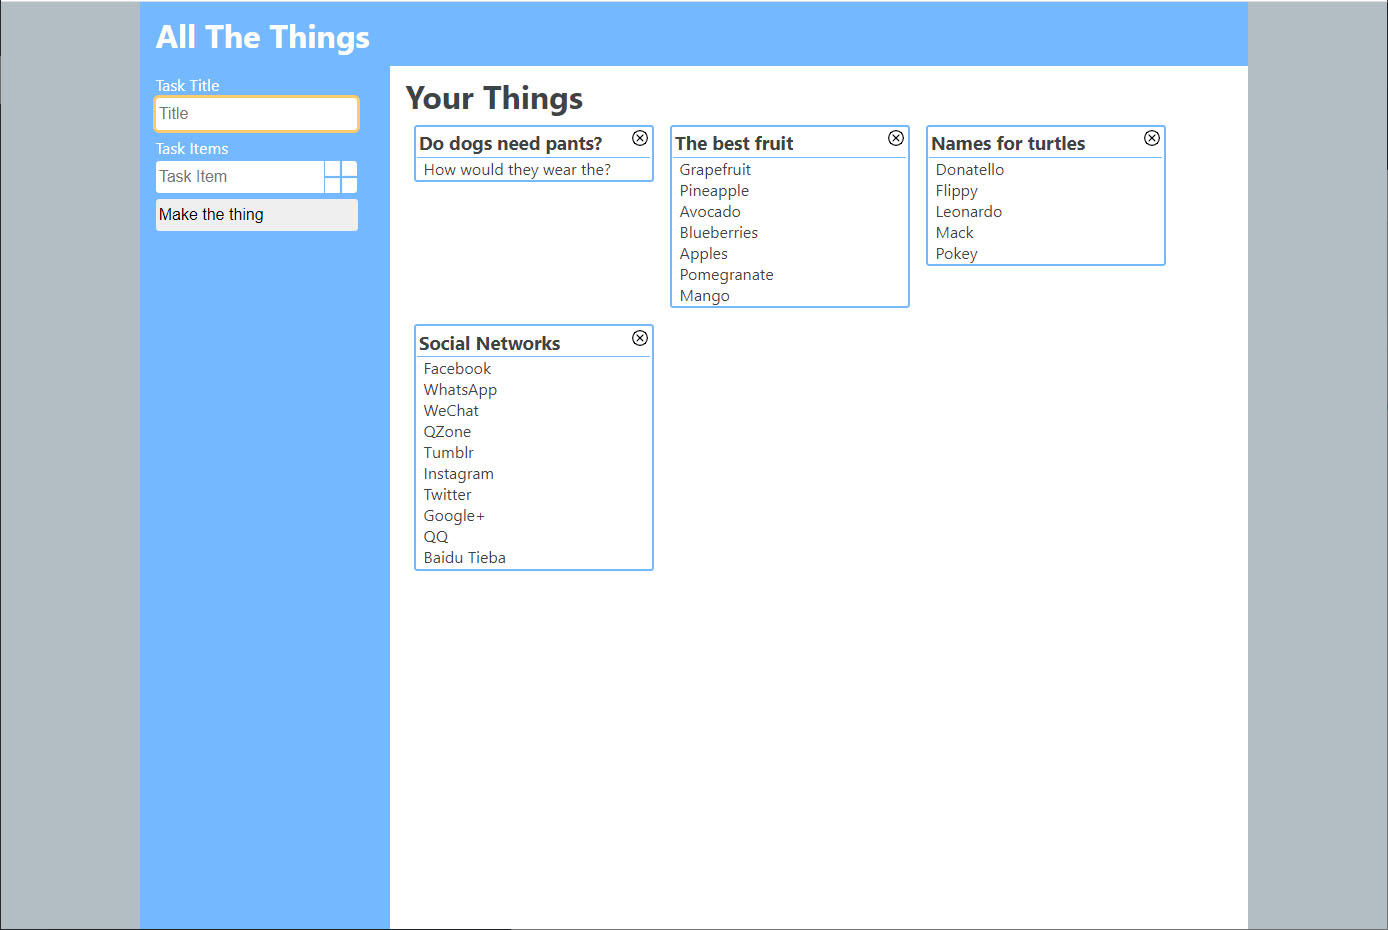 All The Things
Task Title
Title
Task Items
Task Item
Make the thing
Your Things
Do dogs need pants?
How would they wear the?
The best fruit
Grapefruit
Pineapple
Avocado
Blueberries
Apples
Pomegranate
Mango
Names for turtles
Donatello
Flippy
Leonardo
Mack
Pokey
Social Networks
Facebook
WhatsApp
WeChat
QZone
Tumblr
Instagram
Twitter
Google+
QQ
Baidu Tieba